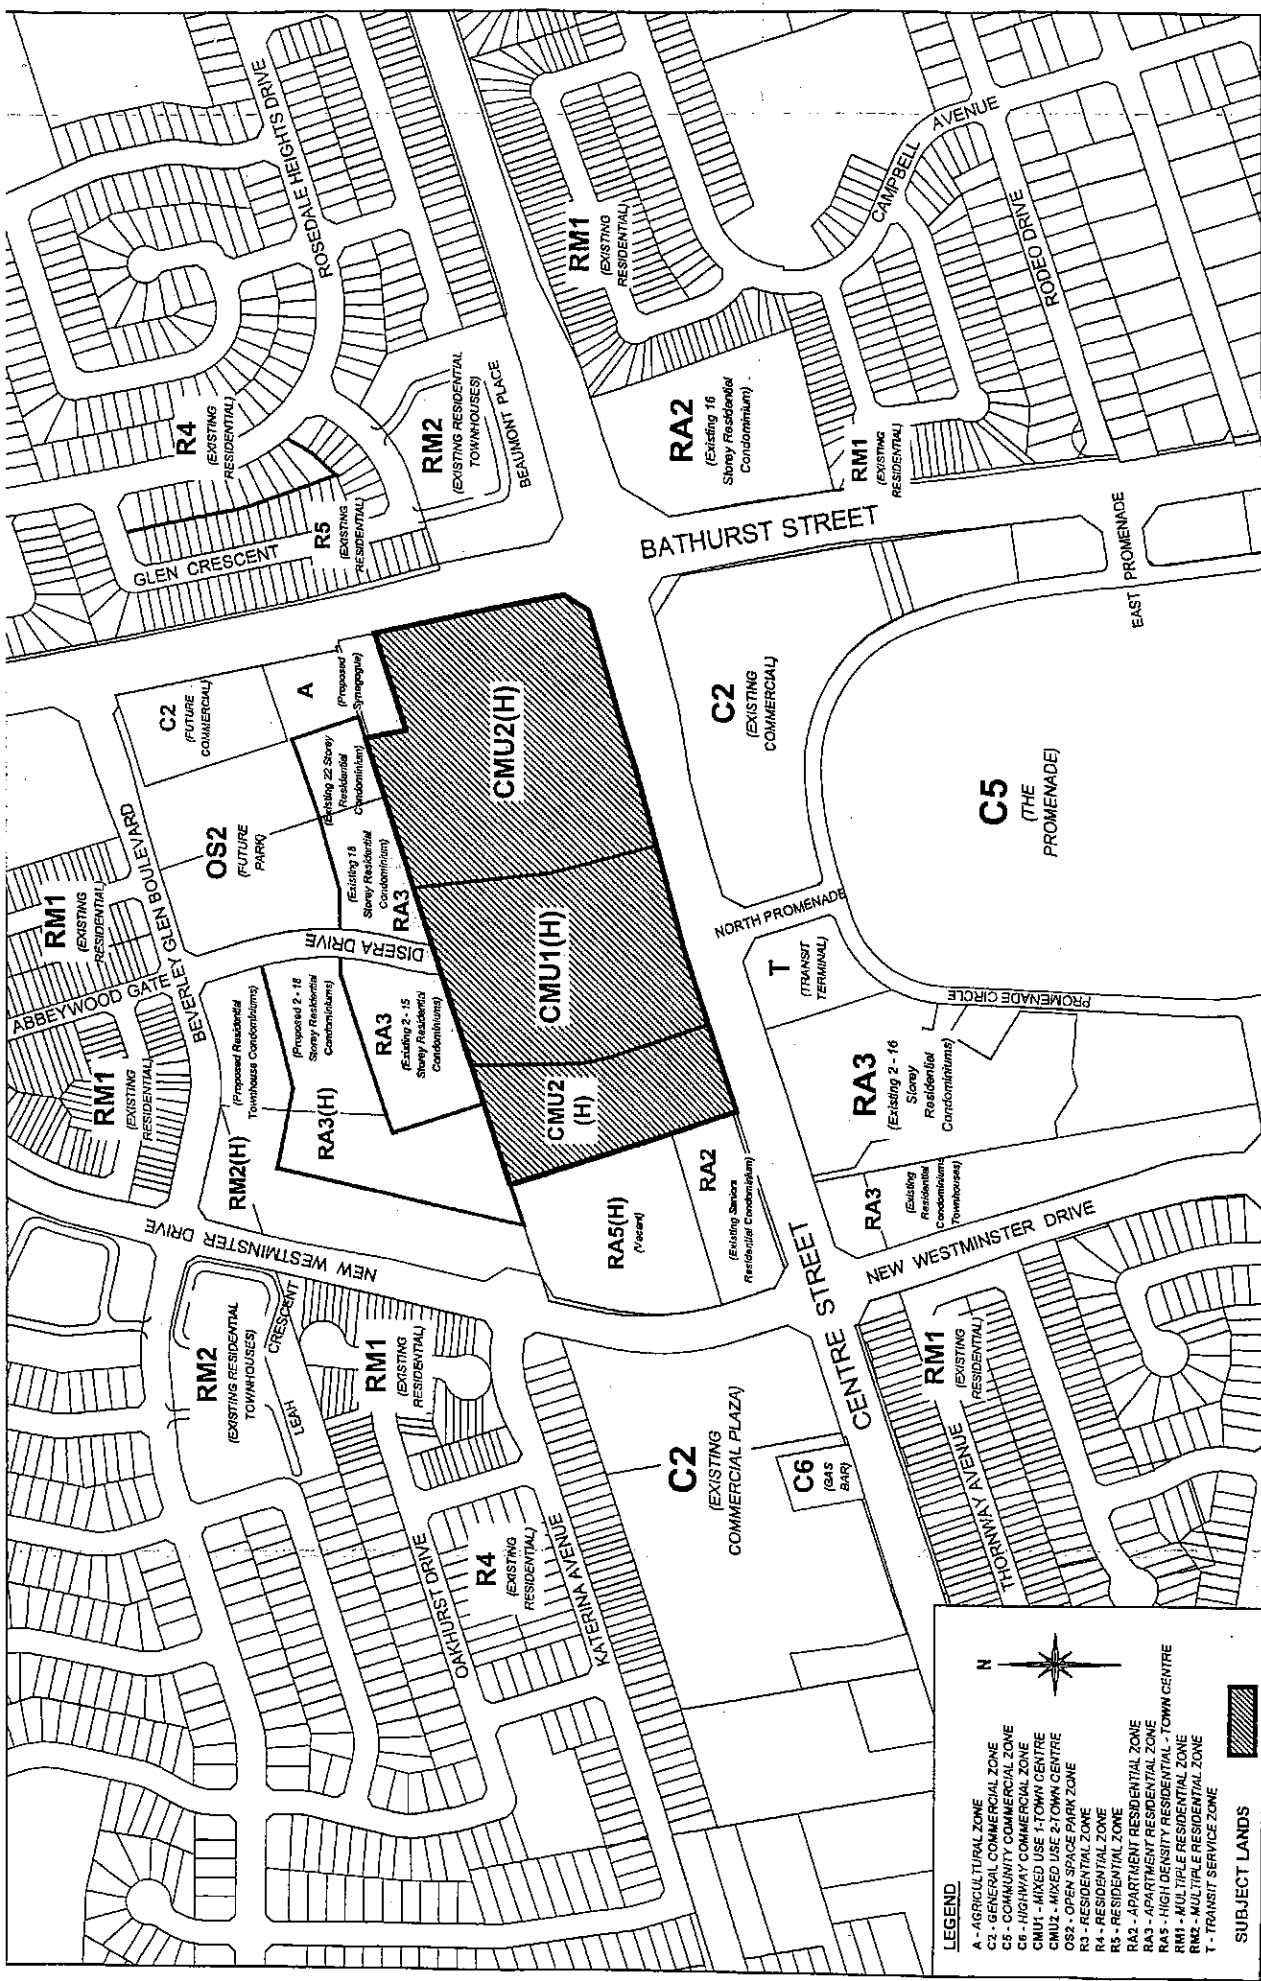 ROSEDALE HEIGHTS DRIVE
R4
(EXISTING
RESIDENTIAL)
R5
(EXISTING
RESIDENTIAL)
GLEN CRESCENT
RM2
(EXISTING RESIDENTIAL
TOWNHOUSES)
BEAUMONT PLACE
RM1
(EXISTING
RESIDENTIAL)
CAMPBELL
AVENUE
RODEO DRIVE
RA2
(Existing 16
Storey Residential
Condominium)
RM1
(EXISTING
RESIDENTIAL)
BATHURST STREET
EAST PROMENADE
C2
(FUTURE
COMMERCIAL)
A
(Proposed
Synagogue)
OS2
(FUTURE
PARK)
(Existing 22 Storey
Residential
Condominium)
(Existing 18
Storey Residential
Condominium)
RA3
CMU2(H)
CMU1(H)
CMU2
(H)
C2
(EXISTING
COMMERCIAL)
C5
(THE
PROMENADE)
NORTH PROMENADE
T
(TRANSIT
TERMINAL)
PROMENADE CIRCLE
RM1
(EXISTING
RESIDENTIAL)
ABBEYWOOD GATE
BEVERLEY GLEN BOULEVARD
RM1
(EXISTING
RESIDENTIAL)
DISERA DRIVE
(Proposed Residential
Townhouse Condominiums)
RM2(H)
(Proposed 2 - 18
Storey Residential
Condominiums)
RA3(H)
RA3
(Existing 2 - 15
Storey Residential
Condominiums)
RA5(H)
(Vacant)
RA2
(Existing Seniors
Residential Condominium)
RA3
(Existing 2 - 16
Storey
Residential
Condominiums)
RA3
(Existing
Residential
Condominiums
Townhouses)
NEW WESTMINSTER DRIVE
NEW WESTMINSTER DRIVE
CENTRE STREET
RM2
(EXISTING RESIDENTIAL
TOWNHOUSES)
LEAH
CRESCENT
RM1
(EXISTING
RESIDENTIAL)
OAKHURST DRIVE
R4
(EXISTING
RESIDENTIAL)
KATERINA AVENUE
C2
(EXISTING
COMMERCIAL PLAZA)
C6
(GAS
BAR)
RM1
(EXISTING
RESIDENTIAL)
THORNWAY AVENUE
LEGEND
A - AGRICULTURAL ZONE
C2 - GENERAL COMMERCIAL ZONE
C5 - COMMUNITY COMMERCIAL ZONE
C6 - HIGHWAY COMMERCIAL ZONE
CMU1 - MIXED USE 1-TOWN CENTRE
CMU2 - MIXED USE 2-TOWN CENTRE
OS2 - OPEN SPACE PARK ZONE
R3 - RESIDENTIAL ZONE
R4 - RESIDENTIAL ZONE
R5 - RESIDENTIAL ZONE
RA2 - APARTMENT RESIDENTIAL ZONE
RA3 - APARTMENT RESIDENTIAL ZONE
RA5 - HIGH DENSITY RESIDENTIAL - TOWN CENTRE
RM1 - MULTIPLE RESIDENTIAL ZONE
RM2 - MULTIPLE RESIDENTIAL ZONE
T - TRANSIT SERVICE ZONE
SUBJECT LANDS
N